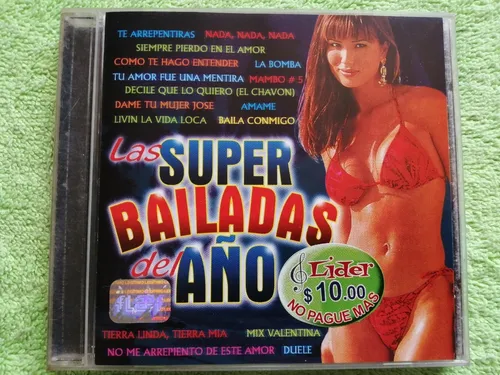 TE ARREPENTIRAS NADA, NADA, NADA
SIEMPRE PIERDO EN EL AMOR
COMO TE HAGO ENTENDER LA BOMBA
TU AMOR FUE UNA MENTIRA MAMBO # 5
DECILE QUE LO QUIERO (EL CHAVON)
DAME TU MUJER JOSE AMAME
LIVIN LA VIDA LOCA BAILA CONMIGO
Las SUPER
BAILADAS
del AÑO
Lider
$ 10.00
NO PAGUE MAS
TIERRA LINDA, TIERRA MIA MIX VALENTINA
NO ME ARREPIENTO DE ESTE AMOR DUELE